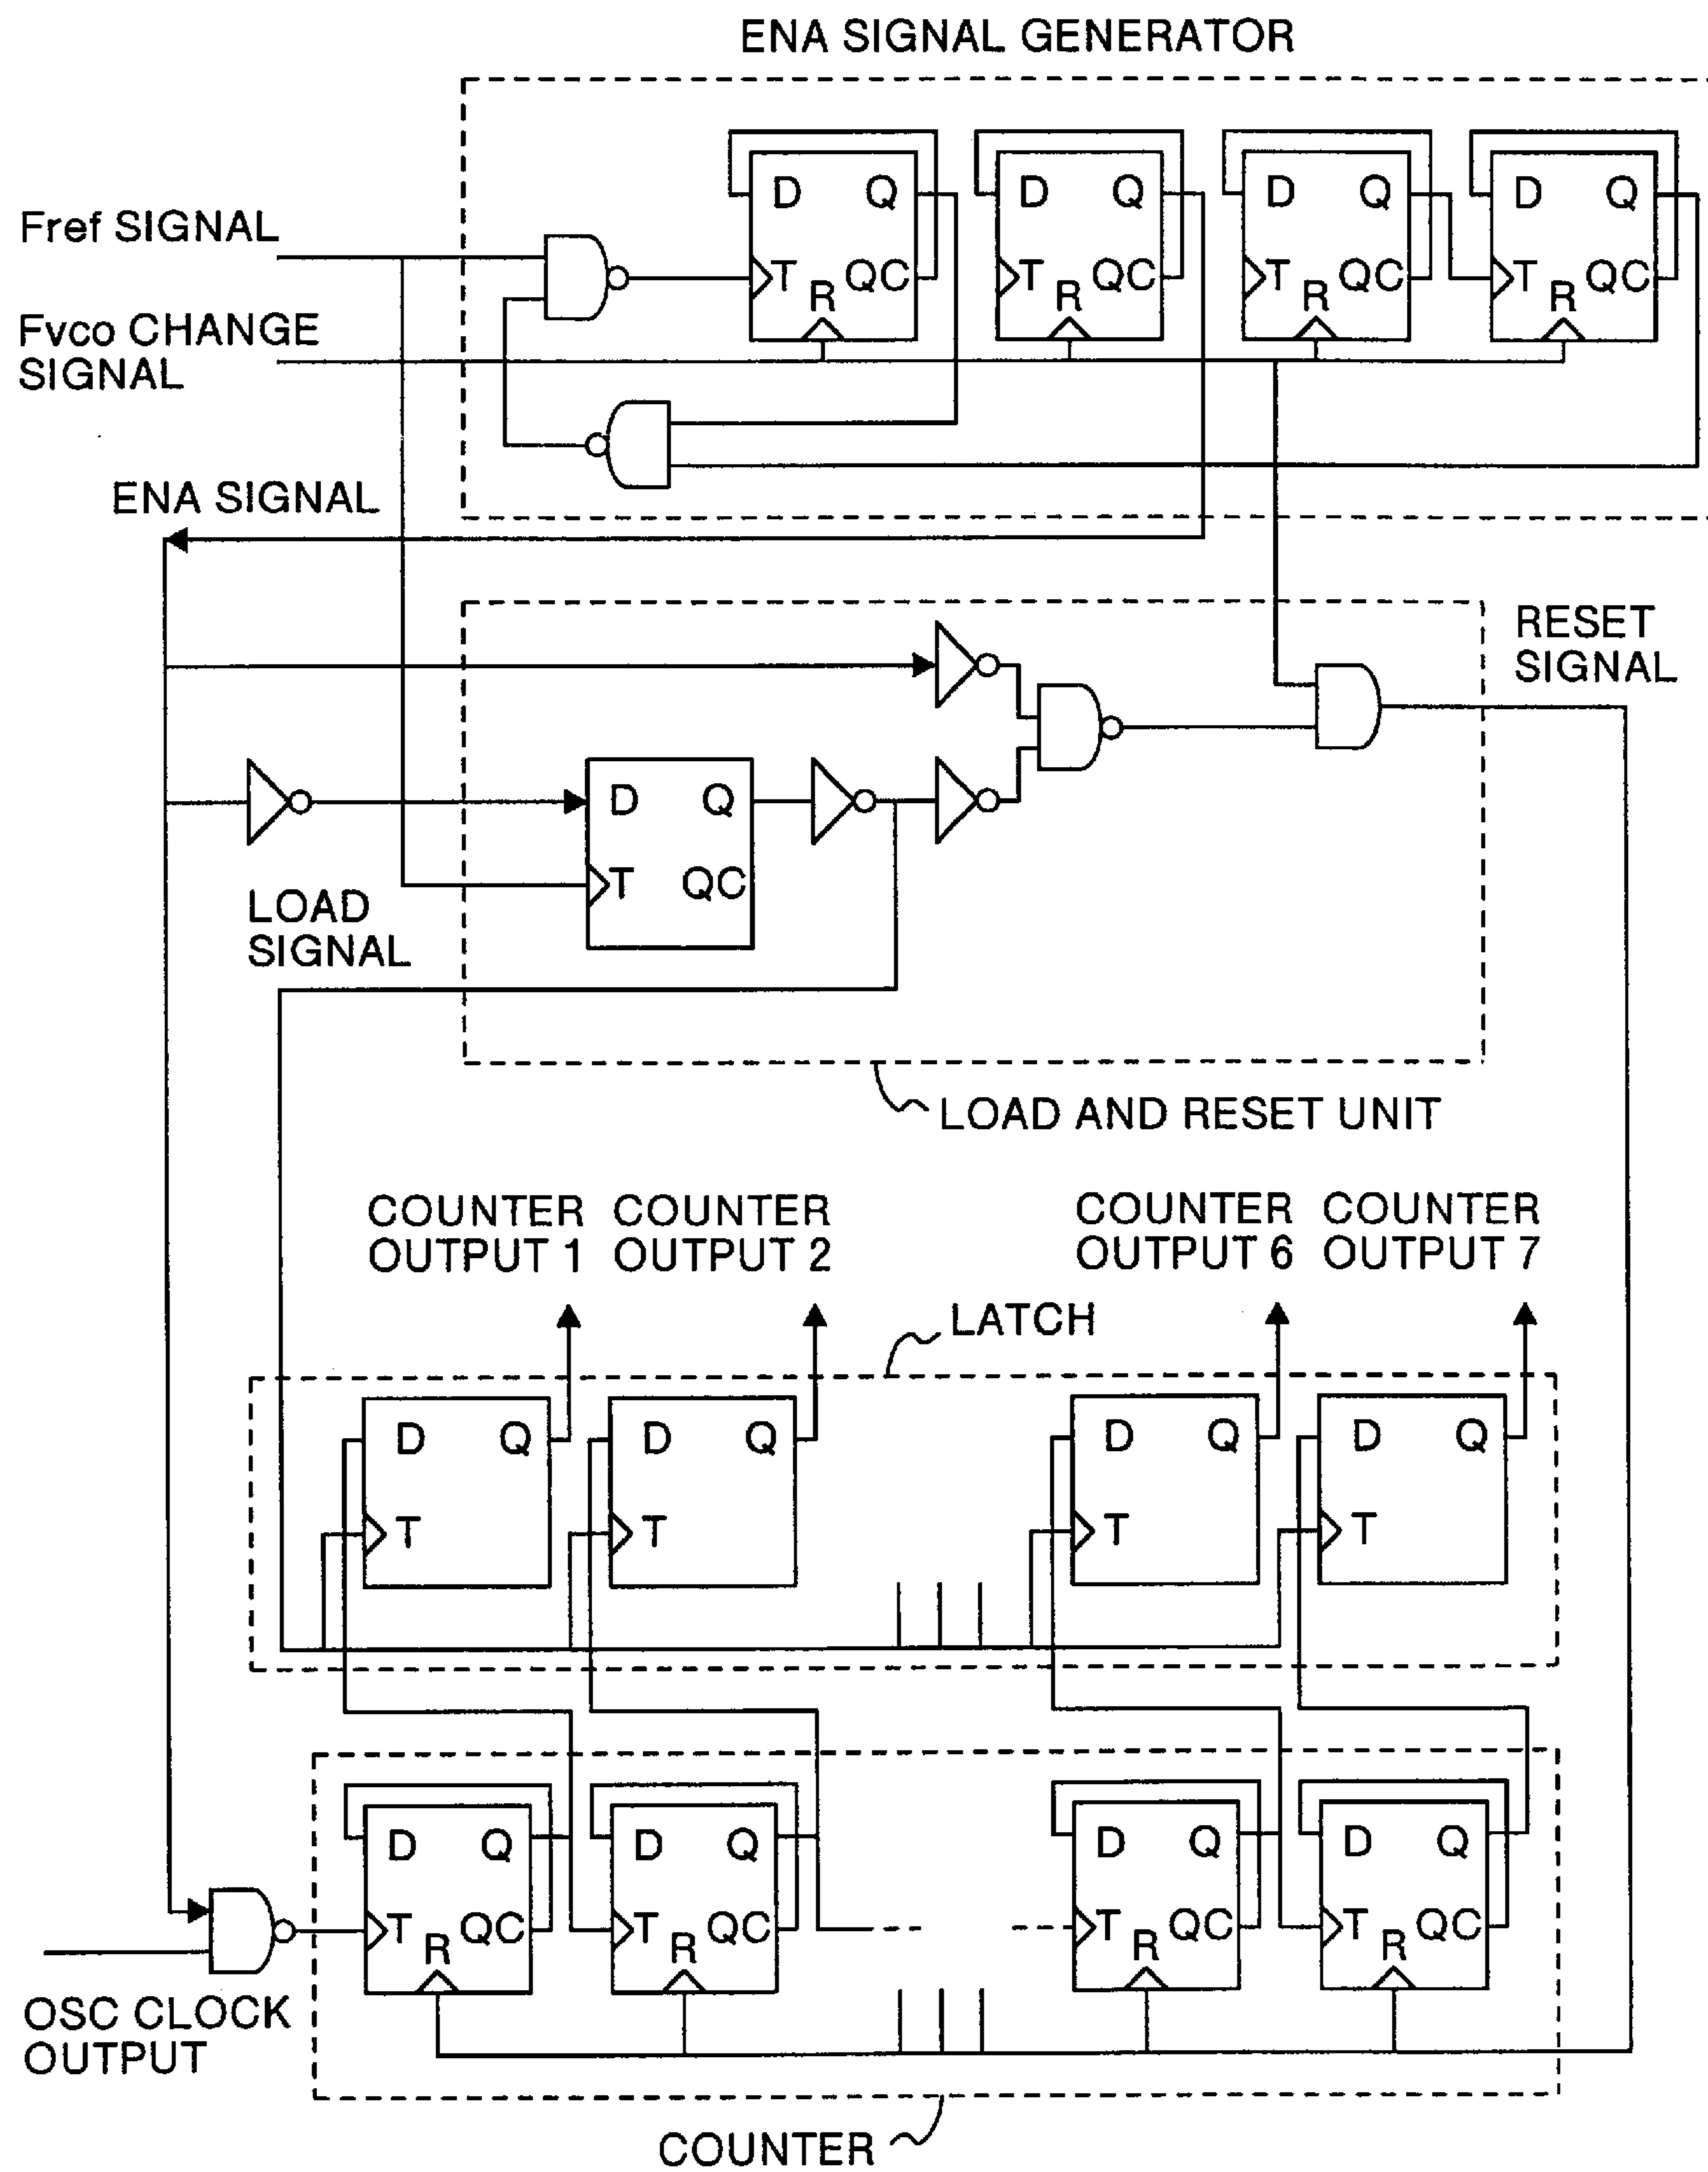 ENA SIGNAL GENERATOR
D Q D Q D Q D Q
Fref SIGNAL
T QC T QC T QC T QC
R R R R
Fvco CHANGE
SIGNAL
ENA SIGNAL
RESET
SIGNAL
D Q
T QC
LOAD
SIGNAL
LOAD AND RESET UNIT
COUNTER
OUTPUT 1
COUNTER
OUTPUT 2
COUNTER
OUTPUT 6
COUNTER
OUTPUT 7
LATCH
D Q D Q D Q D Q
T T T T
D Q D Q D Q D Q
T QC T QC T QC T QC
R R R R
OSC CLOCK
OUTPUT
COUNTER